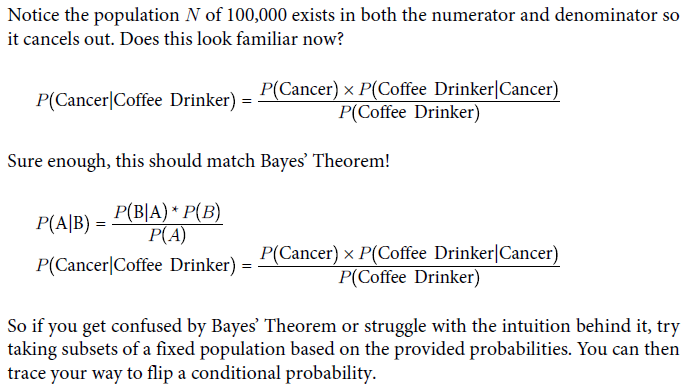 Notice the population N of 100,000 exists in both the numerator and denominator so
it cancels out. Does this look familiar now?
P(Cancer|Coffee Drinker) = P(Cancer) × P(Coffee Drinker|Cancer) / P(Coffee Drinker)
Sure enough, this should match Bayes’ Theorem!
P(A|B) = P(B|A) * P(B) / P(A)
P(Cancer|Coffee Drinker) = P(Cancer) × P(Coffee Drinker|Cancer) / P(Coffee Drinker)
So if you get confused by Bayes’ Theorem or struggle with the intuition behind it, try
taking subsets of a fixed population based on the provided probabilities. You can then
trace your way to flip a conditional probability.